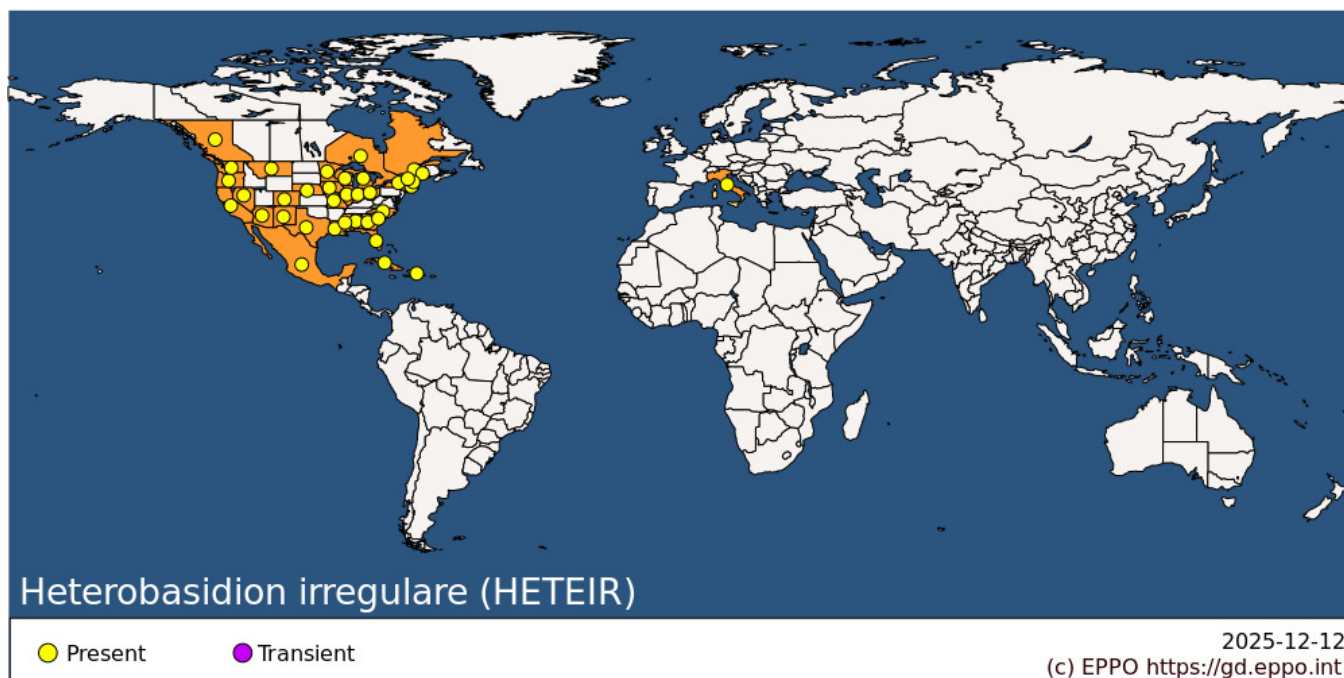 Heterobasidion irregulare (HETEIR)
Present
Transient
2025-12-12
(c) EPPO https://gd.eppo.int